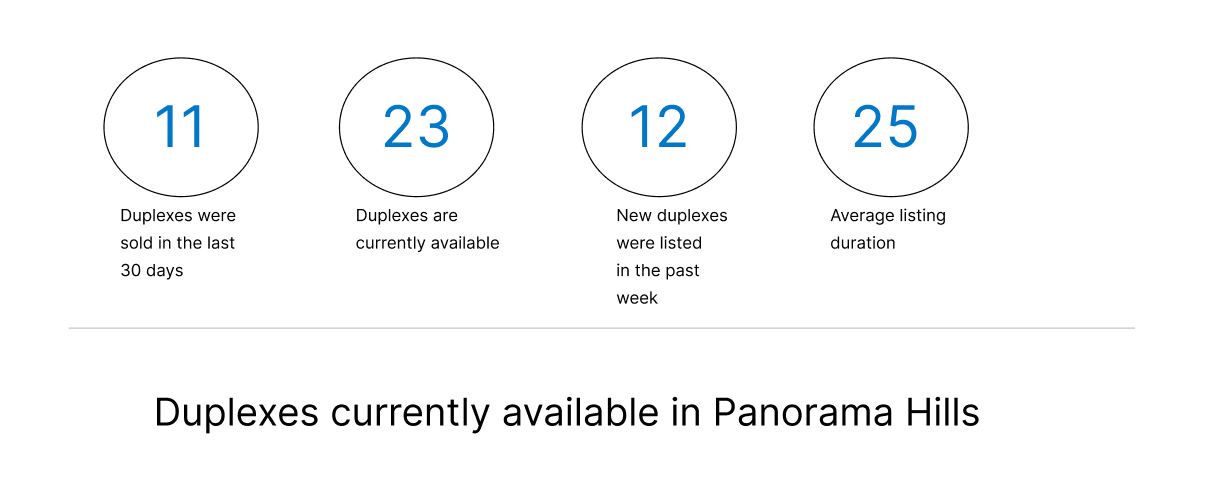 11
23
12
25
Duplexes were
sold in the last
30 days
Duplexes are
currently available
New duplexes
were listed
in the past
week
Average listing
duration
Duplexes currently available in Panorama Hills